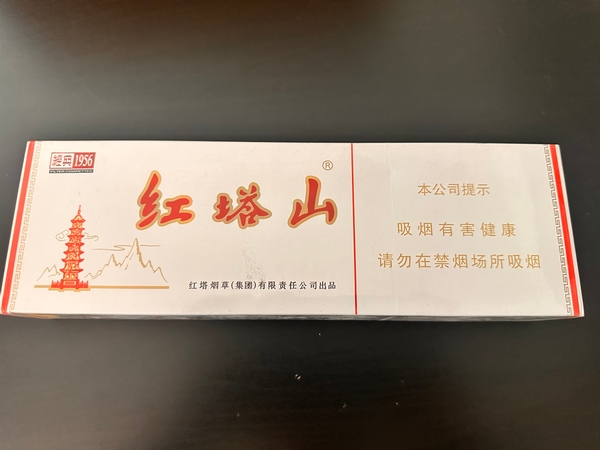 经典1956
FILTER CIGARETTES
红塔山®
红塔烟草(集团)有限责任公司出品
本公司提示
吸烟有害健康
请勿在禁烟场所吸烟